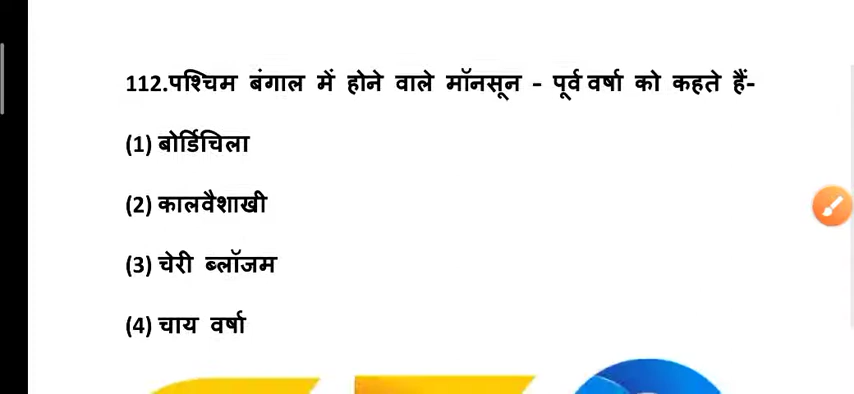 112.पश्चिम बंगाल में होने वाले मॉनसून - पूर्व वर्षा को कहते हैं-
(1) बोर्डिचिला
(2) कालवैशाखी
(3) चेरी ब्लॉजम
(4) चाय वर्षा